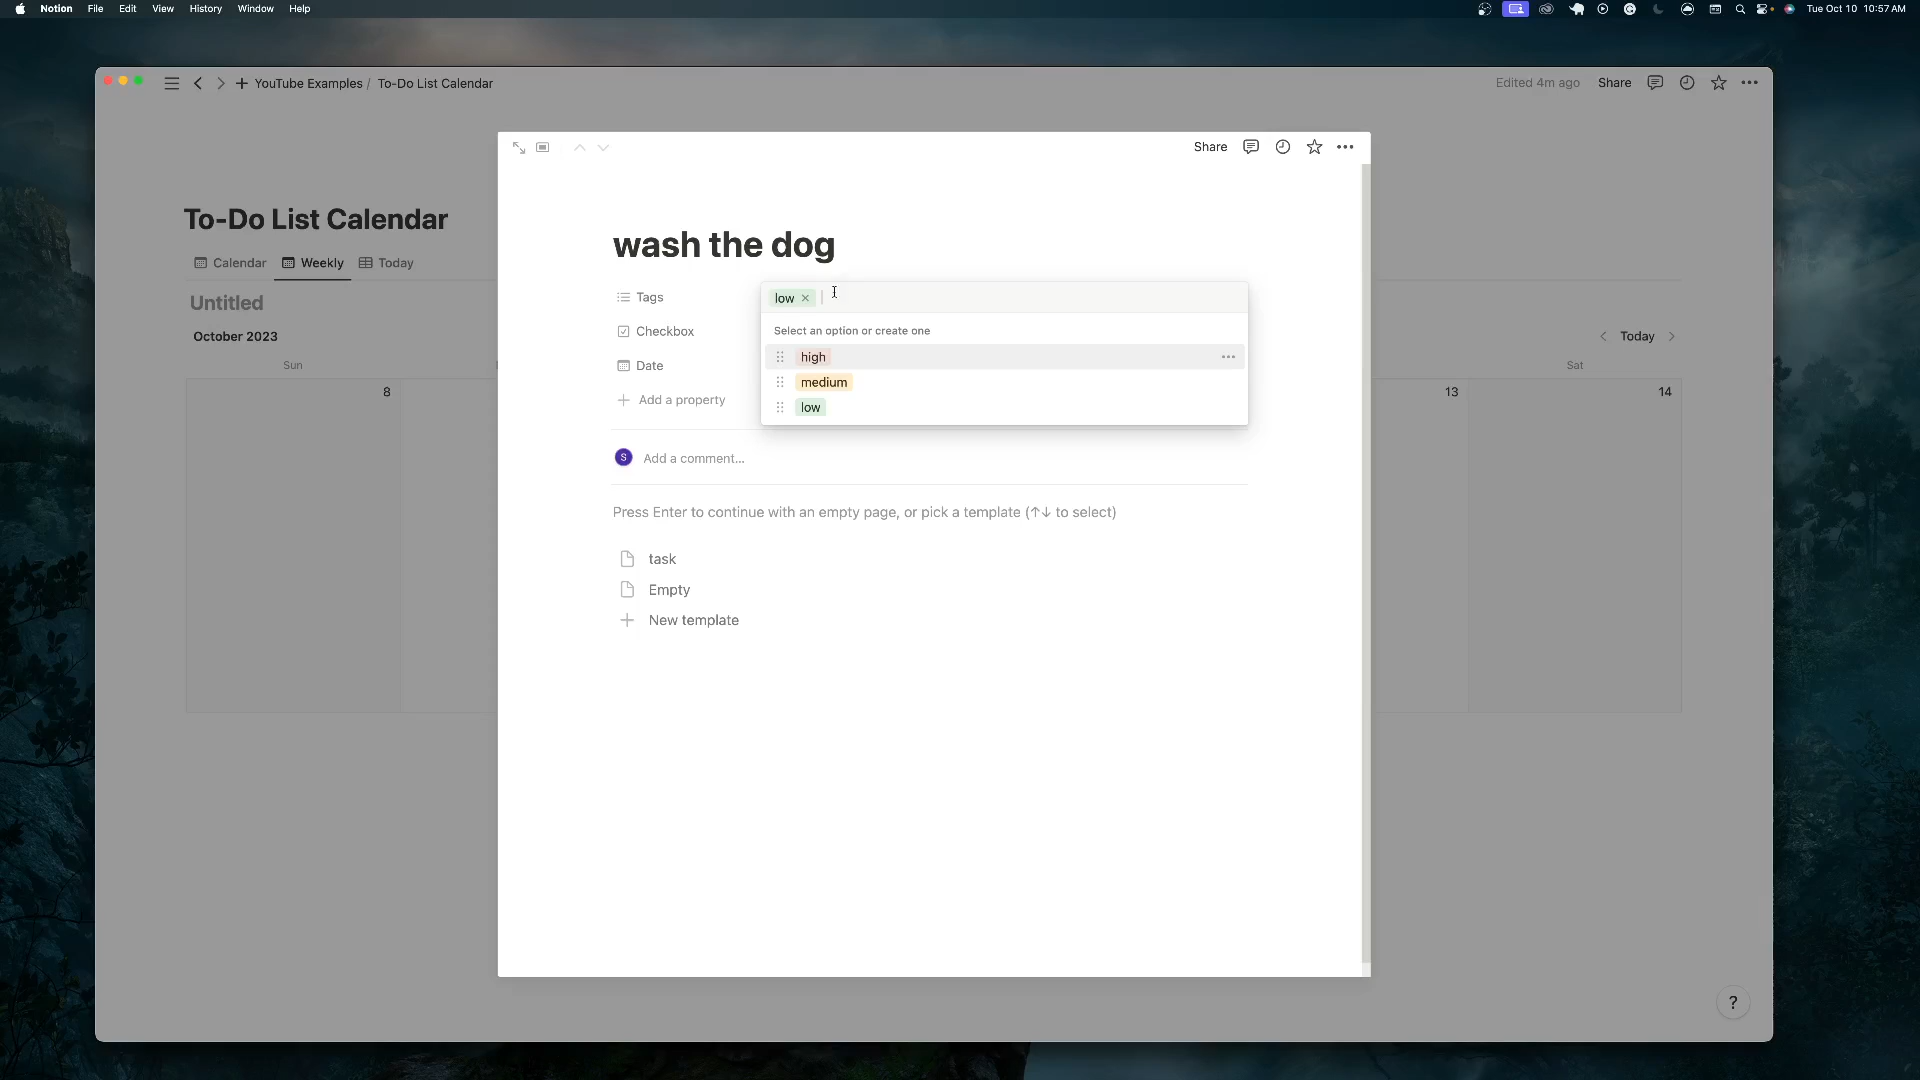 Notion File Edit View History Window Help Tue Oct 10 10:57 AM
YouTube Examples / To-Do List Calendar Edited 4m ago Share
Share
To-Do List Calendar
wash the dog
Calendar Weekly Today
Tags low
Untitled
Checkbox Select an option or create one
October 2023 Today
high
Sun Date Sat
medium
8 13 14
Add a property low
S Add a comment...
Press Enter to continue with an empty page, or pick a template (↑↓ to select)
task
Empty
New template
?